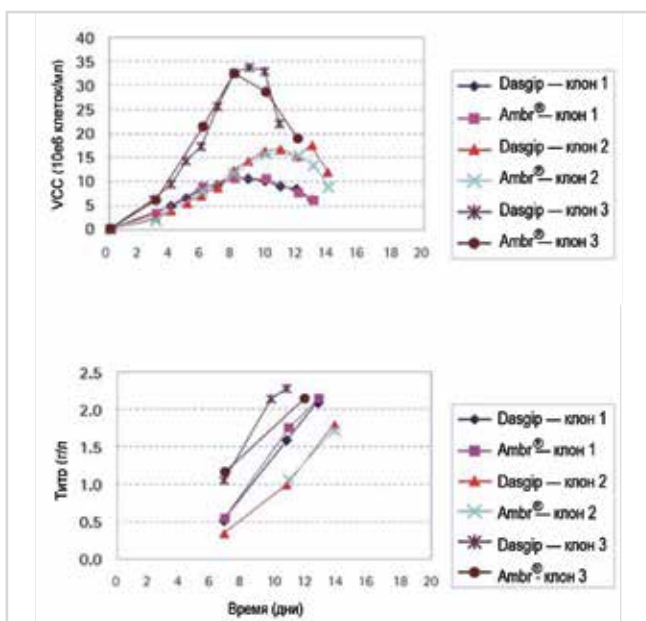 VCC (10e6 клеток/мл)
40
35
30
25
20
15
10
5
0
0 2 4 6 8 10 12 14 16 18 20
Dasgip — клон 1
Ambr®— клон 1
Dasgip — клон 2
Ambr®— клон 2
Dasgip — клон 3
Ambr®— клон 3
Титр (г/л
2.5
2.0
1.5
1.0
0.5
0.0
0 2 4 6 8 10 12 14 16 18 20
Время (дни)
Dasgip — клон 1
Ambr®— клон 1
Dasgip — клон 2
Ambr®— клон 2
Dasgip — клон 3
Ambr®- клон 3